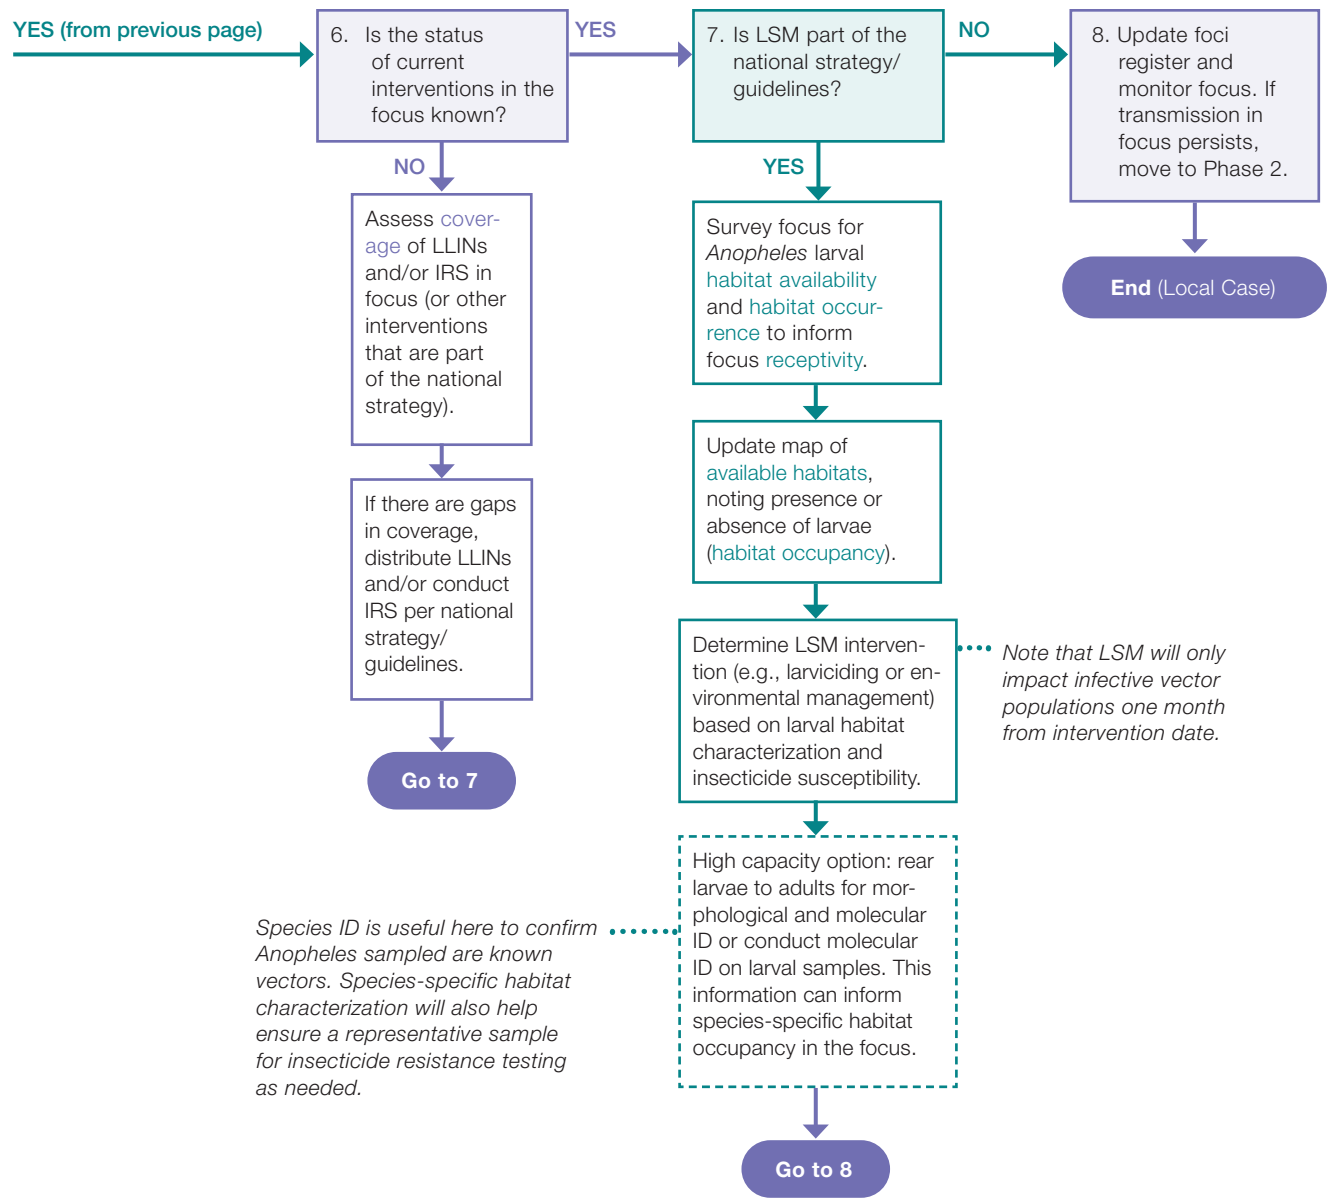 YES (from previous page)
6. Is the status
of current
interventions in the
focus known?
YES
7. Is LSM part of the
national strategy/
guidelines?
NO
8. Update foci
register and
monitor focus. If
transmission in
focus persists,
move to Phase 2.
End (Local Case)
NO
Assess cover-
age of LLINs
and/or IRS in
focus (or other
interventions
that are part
of the national
strategy).
If there are gaps
in coverage,
distribute LLINs
and/or conduct
IRS per national
strategy/
guidelines.
Go to 7
YES
Survey focus for
Anopheles larval
habitat availability
and habitat occur-
rence to inform
focus receptivity.
Update map of
available habitats,
noting presence or
absence of larvae
(habitat occupancy).
Determine LSM interven-
tion (e.g., larviciding or en-
vironmental management)
based on larval habitat
characterization and
insecticide susceptibility.
Note that LSM will only
impact infective vector
populations one month
from intervention date.
High capacity option: rear
larvae to adults for mor-
phological and molecular
ID or conduct molecular
ID on larval samples. This
information can inform
species-specific habitat
occupancy in the focus.
Species ID is useful here to confirm
Anopheles sampled are known
vectors. Species-specific habitat
characterization will also help
ensure a representative sample
for insecticide resistance testing
as needed.
Go to 8